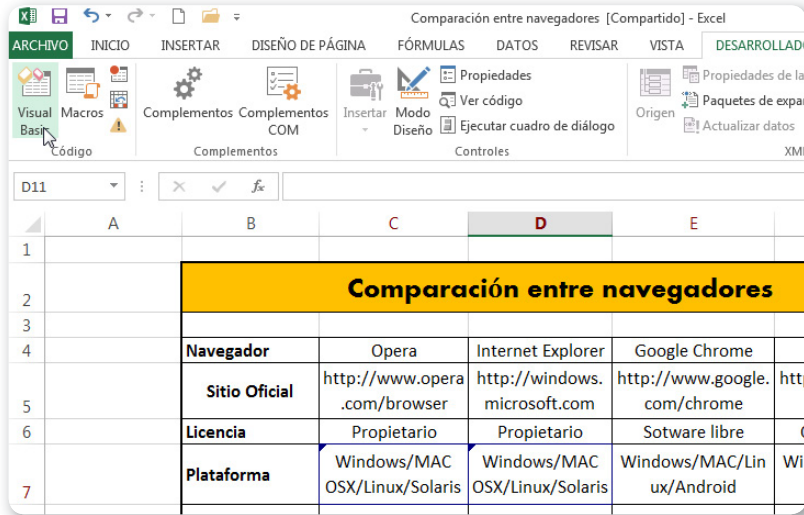 Comparación entre navegadores [Compartido] - Excel
ARCHIVO INICIO INSERTAR DISEÑO DE PÁGINA FÓRMULAS DATOS REVISAR VISTA DESARROLLADO
Visual Basic
Macros
Código
Complementos
Complementos COM
Complementos
Insertar
Modo Diseño
Propiedades
Ver código
Ejecutar cuadro de diálogo
Controles
Origen
Propiedades de la
Paquetes de expa
Actualizar datos
XM
D11 fx
A B C D E
1
2 Comparación entre navegadores
3
4 Navegador Opera Internet Explorer Google Chrome
5 Sitio Oficial http://www.opera http://windows. http://www.google. htt
.com/browser microsoft.com com/chrome
6 Licencia Propietario Propietario Sotware libre
7 Plataforma Windows/MAC Windows/MAC Windows/MAC/Lin Wi
OSX/Linux/Solaris OSX/Linux/Solaris ux/Android